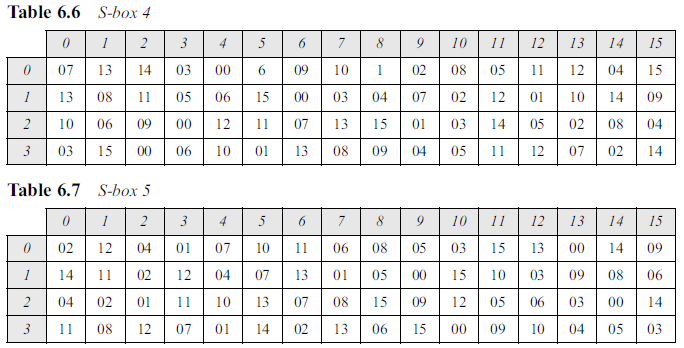 Table 6.6 S-box 4
0 1 2 3 4 5 6 7 8 9 10 11 12 13 14 15
0 07 13 14 03 00 6 09 10 1 02 08 05 11 12 04 15
1 13 08 11 05 06 15 00 03 04 07 02 12 01 10 14 09
2 10 06 09 00 12 11 07 13 15 01 03 14 05 02 08 04
3 03 15 00 06 10 01 13 08 09 04 05 11 12 07 02 14
Table 6.7 S-box 5
0 1 2 3 4 5 6 7 8 9 10 11 12 13 14 15
0 02 12 04 01 07 10 11 06 08 05 03 15 13 00 14 09
1 14 11 02 12 04 07 13 01 05 00 15 10 03 09 08 06
2 04 02 01 11 10 13 07 08 15 09 12 05 06 03 00 14
3 11 08 12 07 01 14 02 13 06 15 00 09 10 04 05 03